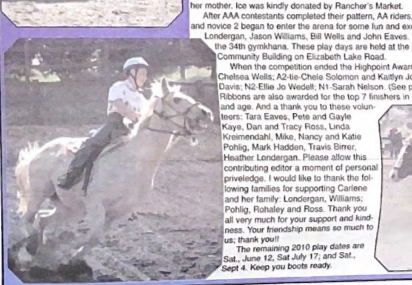 her mother. Ice was kindly donated by Rancher's Market.
After AAA contestants completed their pattern, AA riders,
and novice 2 began to enter the arena for some fun and exe
Londergan, Jason Williams, Bill Wells and John Eaves.
the 34th gymkhana. These play days are held at the
Community Building on Elizabeth Lake Road.
When the competition ended the Highpoint Awar
Chelsea Wells; A2-tie-Chele Solomon and Kaitlyn Jo
Davis; N2-Ellie Jo Wedell; N1-Sarah Nelson. (See p
Ribbons are also awarded for the top 7 finishers in
and age. And a thank you to these volun-
teers: Tara Eaves, Pete and Gayle
Kaye, Dan and Tracy Ross, Linda
Kreimendahl, Mike, Nancy and Katie
Pohlig, Mark Hadden, Travis Birrer,
Heather Londergan. Please allow this
contributing editor a moment of personal
priveledge. I would like to thank the fol-
lowing families for supporting Carlene
and her family: Londergan, Williams;
Pohlig, Rohaley and Ross. Thank you
all very much for your support and kind-
ness. Your friendship means so much to
us; thank you!!
The remaining 2010 play dates are
Sat., June 12, Sat July 17; and Sat.,
Sept 4. Keep you boots ready.